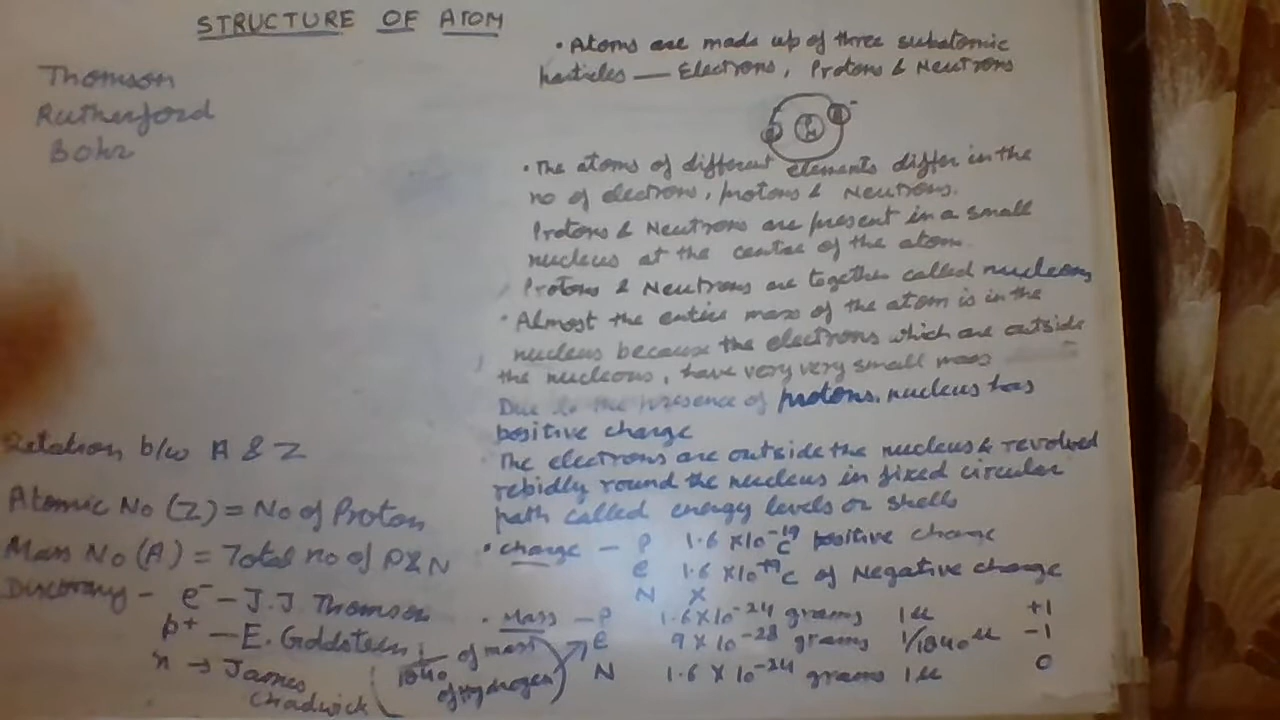 STRUCTURE OF ATOM
Thomson
Rutherford
Bohr
• Atoms are made up of three subatomic
particles — Electrons, Protons & Neutrons
• The atoms of different elements differ in the
no of electrons, protons & Neutrons.
Protons & Neutrons are present in a small
nucleus at the centre of the atom.
Protons & Neutrons are together called nucleons
• Almost the entire mass of the atom is in the
nucleus because the electrons which are outside
the nucleons, have very very small mass
Due to the presence of protons, nucleus has
positive charge
The electrons are outside the nucleus & revolved
rebidly round the nucleus in fixed circular
path called energy levels or shells
• Charge — P 1.6 X10⁻¹⁹ C positive charge
e 1.6 X10⁻¹⁹ C of Negative charge
N X
• Mass — P 1.6 X 10⁻²⁴ grams 1u +1
e 9 X 10⁻²⁸ grams 1/1840 u -1
N 1.6 X 10⁻²⁴ grams 1u 0
Relation b/w A & Z
Atomic No (Z) = No of Proton
Mass No (A) = Total no of P & N
Discovery - e⁻ - J.J. Thomson
p⁺ — E. Goldstein
n → James
Chadwick
(1/1840 of mass
of Hydrogen)